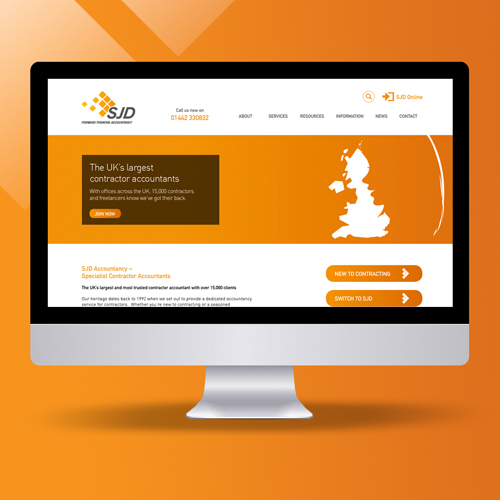 SJD
FORWARD THINKING ACCOUNTANCY
Call us now on
01442 330832
SJD Online
ABOUT SERVICES RESOURCES INFORMATION NEWS CONTACT
The UK's largest
contractor accountants
With offices across the UK, 15,000 contractors
and freelancers know we've got their back.
JOIN NOW
SJD Accountancy –
Specialist Contractor Accountants
The UK's largest and most trusted contractor accountant with over 15,000 clients
Our heritage dates back to 1992 when we set out to provide a dedicated accountancy
service for contractors. Whether you're new to contracting or a seasoned
NEW TO CONTRACTING
SWITCH TO SJD